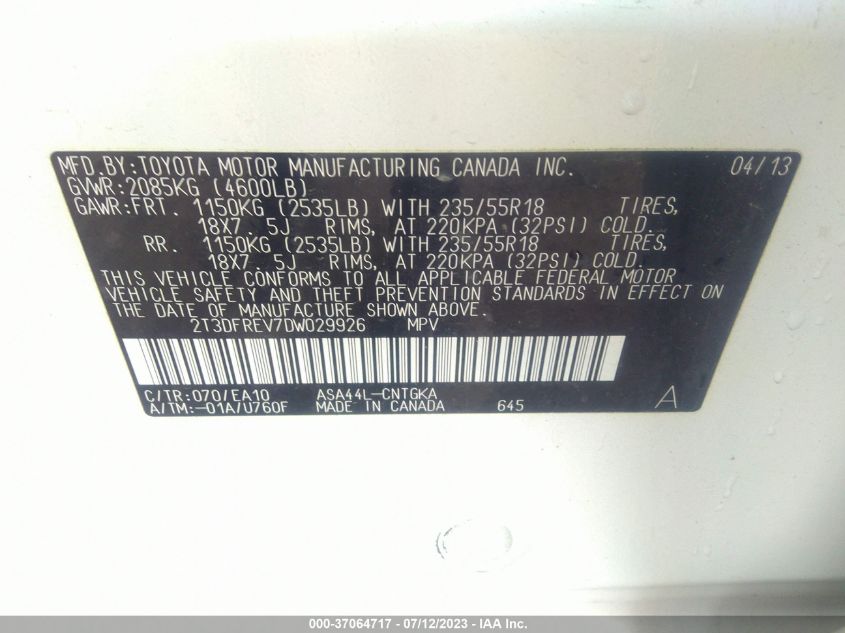 MFD.BY:TOYOTA MOTOR MANUFACTURING CANADA INC. 04/13
GVWR:2085KG (4600LB)
GAWR:FRT. 1150KG (2535LB) WITH 235/55R18 TIRES,
18X7.5J RIMS, AT 220KPA (32PSI) COLD.
RR. 1150KG (2535LB) WITH 235/55R18 TIRES,
18X7.5J RIMS, AT 220KPA (32PSI) COLD.
THIS VEHICLE CONFORMS TO ALL APPLICABLE FEDERAL MOTOR
VEHICLE SAFETY AND THEFT PREVENTION STANDARDS IN EFFECT ON
THE DATE OF MANUFACTURE SHOWN ABOVE.
2T3DFREV7DW029926 MPV
C/TR:070/EA10 ASA44L-CNTGKA
A/TM:-01A/U760F MADE IN CANADA 645 A
000-37064717 - 07/12/2023 - IAA Inc.